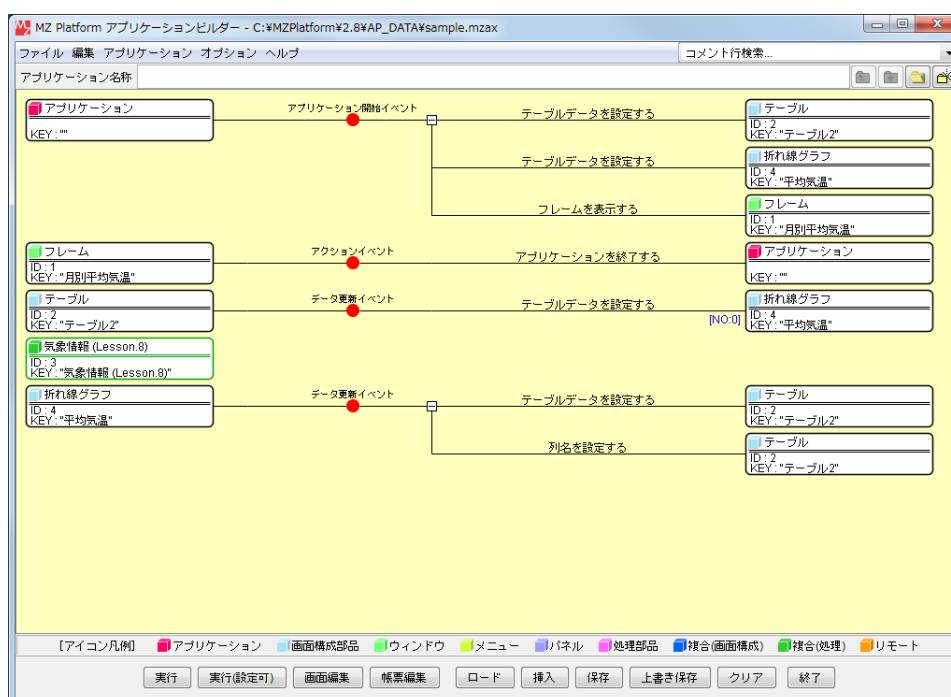 MZ Platform アプリケーションビルダー - C:¥MZPlatform¥2.8¥AP_DATA¥sample.mzax
ファイル 編集 アプリケーション オプション ヘルプ
コメント行検索...
アプリケーション名称
アプリケーション
KEY : ""
アプリケーション開始イベント
テーブルデータを設定する
テーブル
ID : 2
KEY : "テーブル2"
テーブルデータを設定する
折れ線グラフ
ID : 4
KEY : "平均気温"
フレームを表示する
フレーム
ID : 1
KEY : "月別平均気温"
フレーム
ID : 1
KEY : "月別平均気温"
アクションイベント
アプリケーションを終了する
アプリケーション
KEY : ""
テーブル
ID : 2
KEY : "テーブル2"
データ更新イベント
テーブルデータを設定する
[NO:0]
折れ線グラフ
ID : 4
KEY : "平均気温"
気象情報 (Lesson.8)
ID : 3
KEY : "気象情報 (Lesson.8)"
折れ線グラフ
ID : 4
KEY : "平均気温"
データ更新イベント
テーブルデータを設定する
テーブル
ID : 2
KEY : "テーブル2"
列名を設定する
テーブル
ID : 2
KEY : "テーブル2"
[アイコン凡例] アプリケーション 画面構成部品 ウィンドウ メニュー パネル 処理部品 複合(画面構成) 複合(処理) リモート
実行 実行(設定可) 画面編集 帳票編集 ロード 挿入 保存 上書き保存 クリア 終了